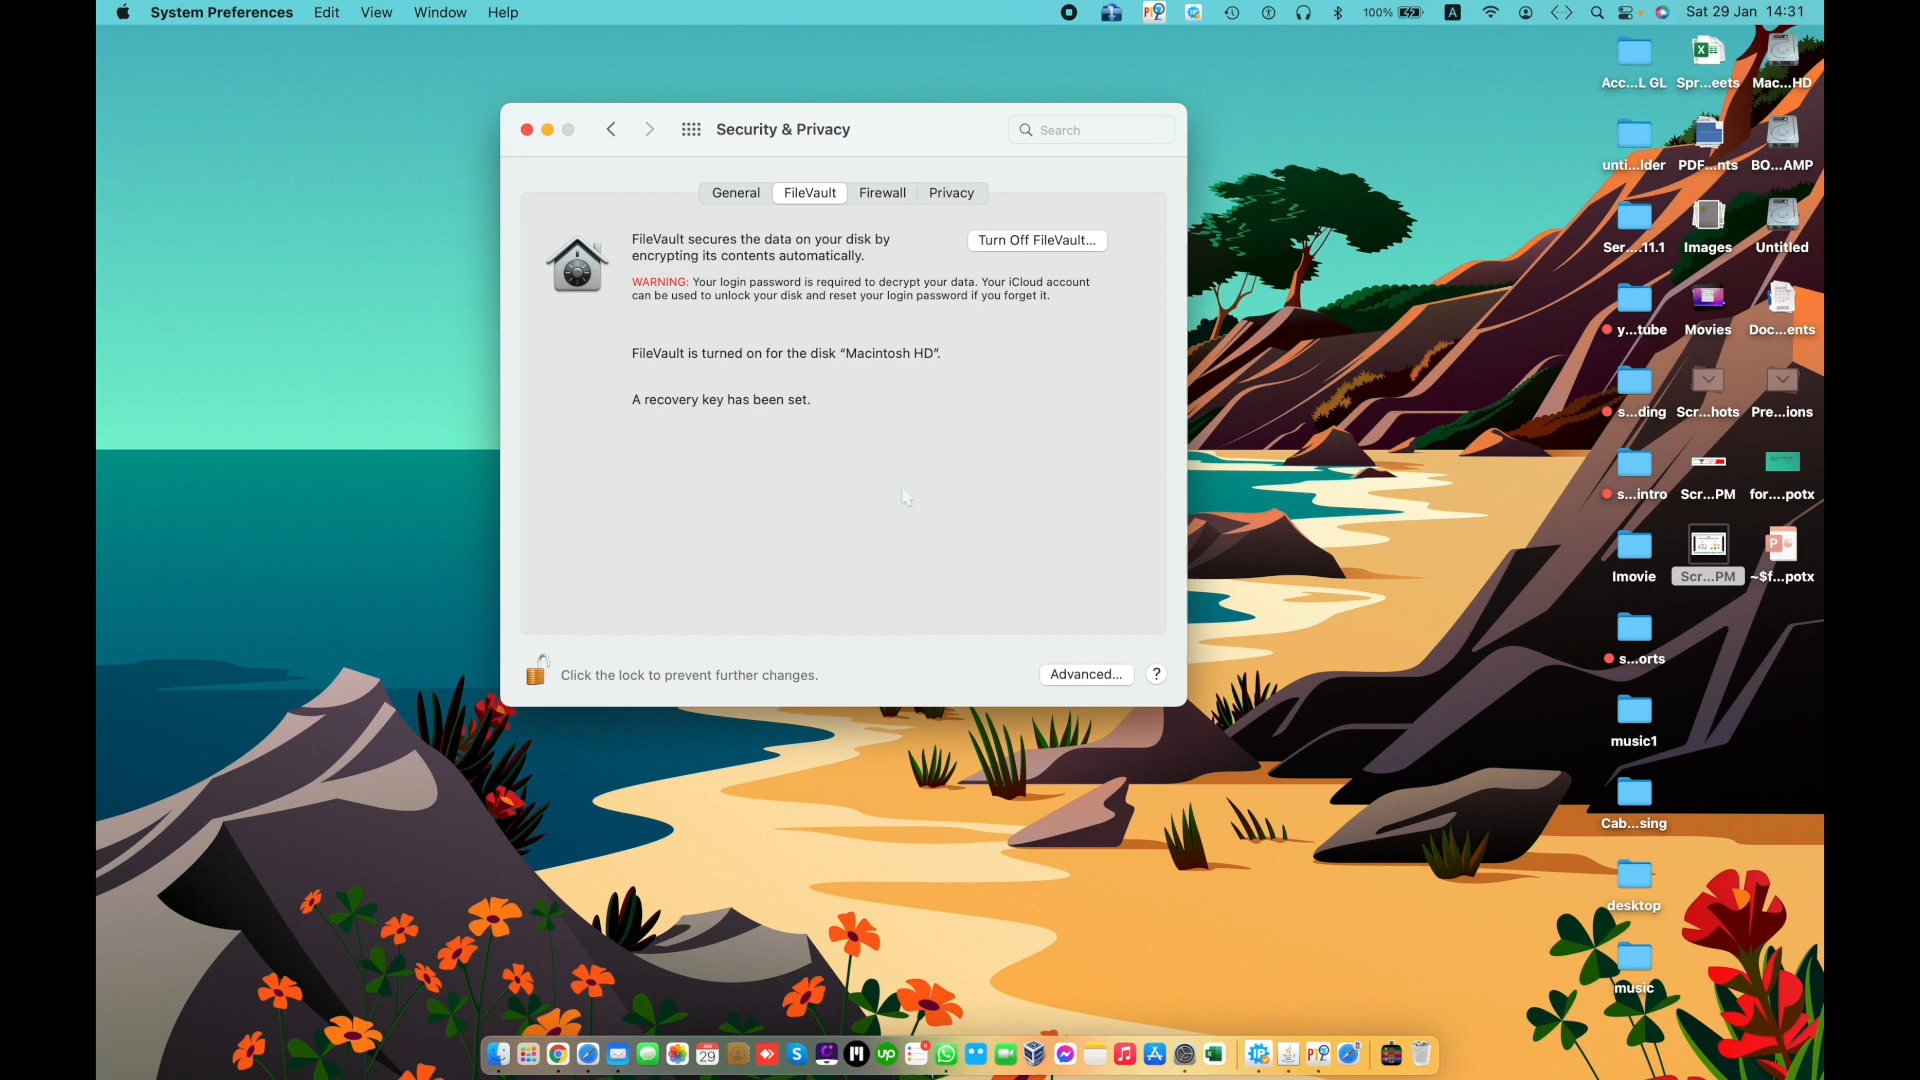 System Preferences Edit View Window Help 100% A Sat 29 Jan 14:31
Security & Privacy
Search
General FileVault Firewall Privacy
FileVault secures the data on your disk by
encrypting its contents automatically.
Turn Off FileVault...
WARNING: Your login password is required to decrypt your data. Your iCloud account
can be used to unlock your disk and reset your login password if you forget it.
FileVault is turned on for the disk “Macintosh HD”.
A recovery key has been set.
Click the lock to prevent further changes.
Advanced... ?
Acc...L GL Spr...eets Mac...HD
unti...lder PDF...nts BO...AMP
Ser....11.1 Images Untitled
y...tube Movies Doc...ents
s...ding Scr...hots Pre...ions
s...intro Scr...PM for....potx
Imovie Scr...PM ~$f...potx
s...orts
music1
Cab...sing
desktop
music